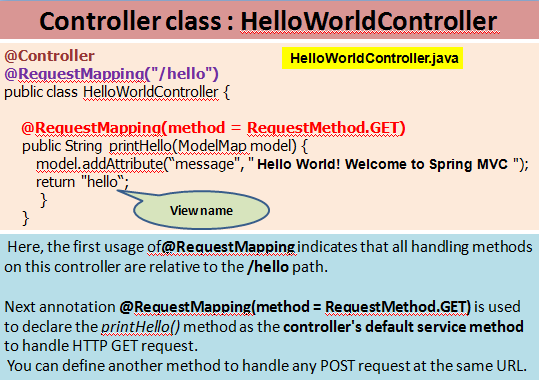 Controller class : HelloWorldController
HelloWorldController.java
@Controller
@RequestMapping("/hello")
public class HelloWorldController {
@RequestMapping(method = RequestMethod.GET)
public String printHello(ModelMap model) {
model.addAttribute("message", " Hello World! Welcome to Spring MVC ");
return "hello“;
}
}
View name
Here, the first usage of@RequestMapping indicates that all handling methods
on this controller are relative to the /hello path.
Next annotation @RequestMapping(method = RequestMethod.GET) is used
to declare the printHello() method as the controller's default service method
to handle HTTP GET request.
You can define another method to handle any POST request at the same URL.